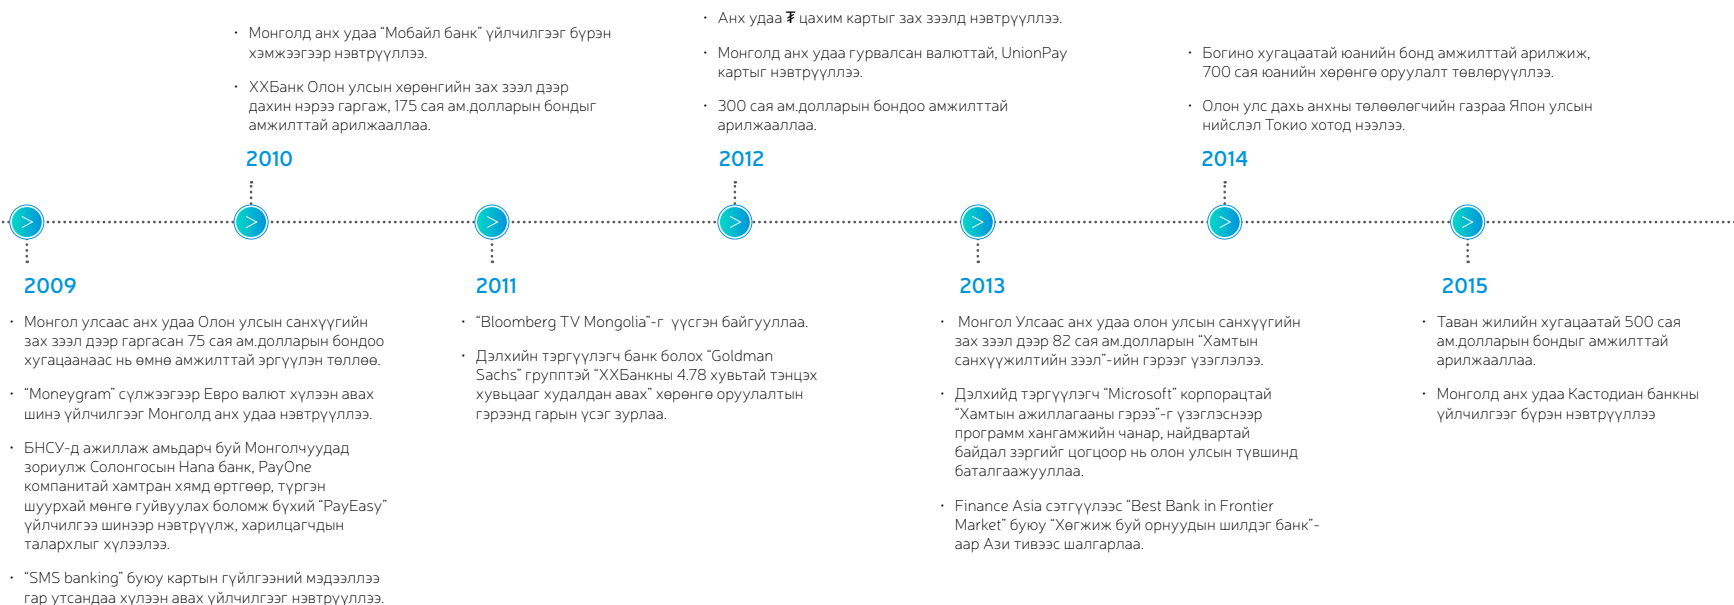 · Монголд анх удаа “Мобайл банк” үйлчилгээг бүрэн
хэмжээгээр нэвтрүүллээ.
· ХХБанк Олон улсын хөрөнгийн зах зээл дээр
дахин нэрээ гаргаж, 175 сая ам.долларын бондыг
амжилттай арилжааллаа.
2010
· Анх удаа ₮ цахим картыг зах зээлд нэвтрүүллээ.
· Монголд анх удаа гурвалсан валюттай, UnionPay
картыг нэвтрүүллээ.
· 300 сая ам.долларын бондоо амжилттай
арилжааллаа.
2012
· Богино хугацаатай юанийн бонд амжилттай арилжиж,
700 сая юанийн хөрөнгө оруулалт төвлөрүүллээ.
· Олон улс дахь анхны төлөөлөгчийн газраа Япон улсын
нийслэл Токио хотод нээлээ.
2014
2009
· Монгол улсаас анх удаа Олон улсын санхүүгийн
зах зээл дээр гаргасан 75 сая ам.долларын бондоо
хугацаанаас нь өмнө амжилттай эргүүлэн төллөө.
· “Moneygram” сүлжээгээр Евро валют хүлээн авах
шинэ үйлчилгээг Монголд анх удаа нэвтрүүллээ.
· БНСУ-д ажиллаж амьдарч буй Монголчуудад
зориулж Солонгосын Hana банк, PayOne
компанитай хамтран хямд өртгөөр, түргэн
шуурхай мөнгө гуйвуулах боломж бүхий “PayEasy”
үйлчилгээ шинээр нэвтрүүлж, харилцагчдын
талархлыг хүлээлээ.
· “SMS banking” буюу картын гүйлгээний мэдээллээ
гар утсандаа хүлээн авах үйлчилгээг нэвтрүүллээ.
2011
· “Bloomberg TV Mongolia”-г үүсгэн байгууллаа.
· Дэлхийн тэргүүлэгч банк болох “Goldman
Sachs” групптэй “ХХБанкны 4.78 хувьтай тэнцэх
хувьцааг худалдан авах” хөрөнгө оруулалтын
гэрээнд гарын үсэг зурлаа.
2013
· Монгол Улсаас анх удаа олон улсын санхүүгийн
зах зээл дээр 82 сая ам.долларын “Хамтын
санхүүжилтийн зээл”-ийн гэрээг үзэглэлээ.
· Дэлхийд тэргүүлэгч “Microsoft” корпорацтай
“Хамтын ажиллагааны гэрээ”-г үзэглэснээр
программ хангамжийн чанар, найдвартай
байдал зэргийг цогцоор нь олон улсын түвшинд
баталгаажууллаа.
· Finance Asia сэтгүүлээс “Best Bank in Frontier
Market” буюу “Хөгжиж буй орнуудын шилдэг банк”-
аар Ази тивээс шалгарлаа.
2015
· Таван жилийн хугацаатай 500 сая
ам.долларын бондыг амжилттай
арилжааллаа.
· Монголд анх удаа Кастодиан банкны
үйлчилгээг бүрэн нэвтрүүллээ